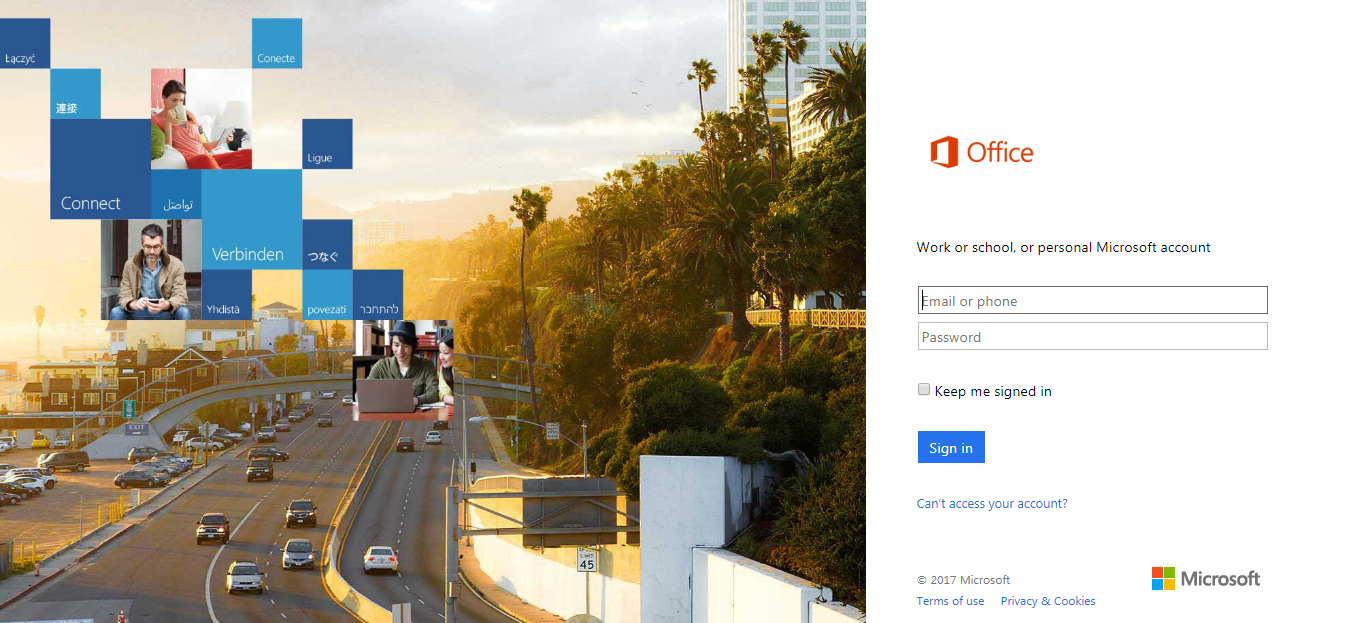 Łączyć
Conecte
連接
Ligue
Connect
تواصل
Verbinden
つなぐ
Yhdistä
povezati
להתחבר
EXIT
LIMIT
45
Office
Work or school, or personal Microsoft account
Email or phone
Password
Keep me signed in
Sign in
Can't access your account?
© 2017 Microsoft
Microsoft
Terms of use Privacy & Cookies